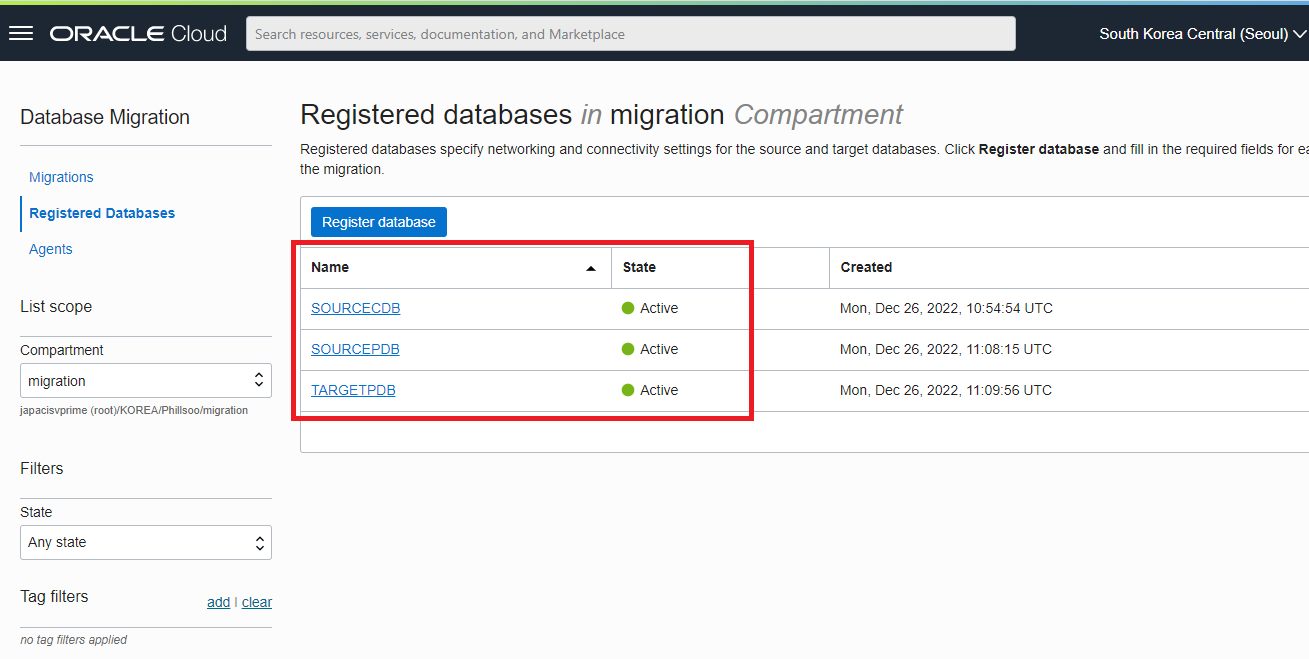 ORACLE Cloud
Search resources, services, documentation, and Marketplace
South Korea Central (Seoul)
Database Migration
Migrations
Registered Databases
Agents
List scope
Compartment
migration
japacisvprime (root)/KOREA/Phillsoo/migration
Filters
State
Any state
Tag filters
add | clear
no tag filters applied
Registered databases in migration Compartment
Registered databases specify networking and connectivity settings for the source and target databases. Click Register database and fill in the required fields for
the migration.
Register database
Name State Created
SOURCECDB Active Mon, Dec 26, 2022, 10:54:54 UTC
SOURCEPDB Active Mon, Dec 26, 2022, 11:08:15 UTC
TARGETPDB Active Mon, Dec 26, 2022, 11:09:56 UTC